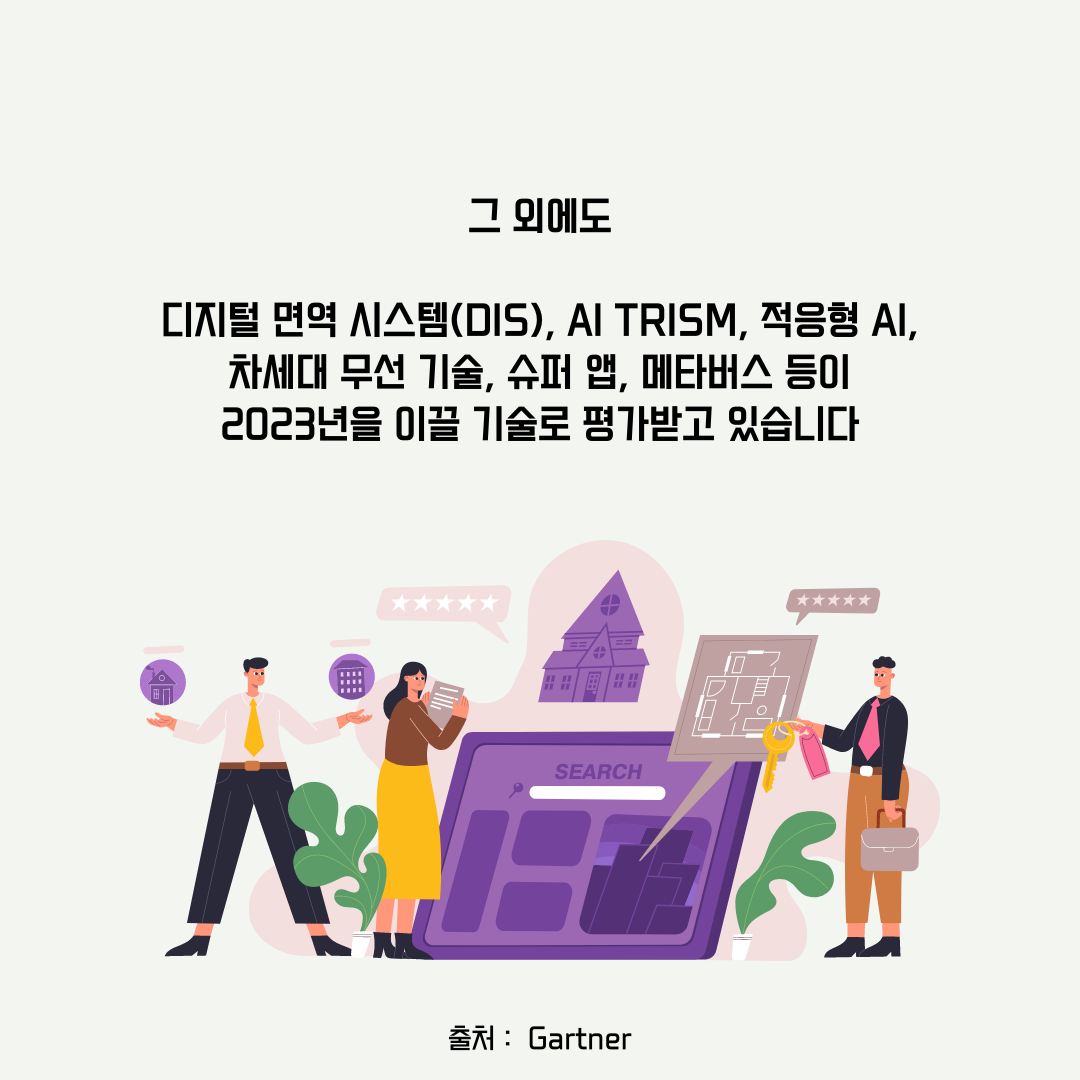 그 외에도
디지털 면역 시스템(DIS), AI TRISM, 적응형 AI,
차세대 무선 기술, 슈퍼 앱, 메타버스 등이
2023년을 이끌 기술로 평가받고 있습니다
SEARCH
출처 : Gartner